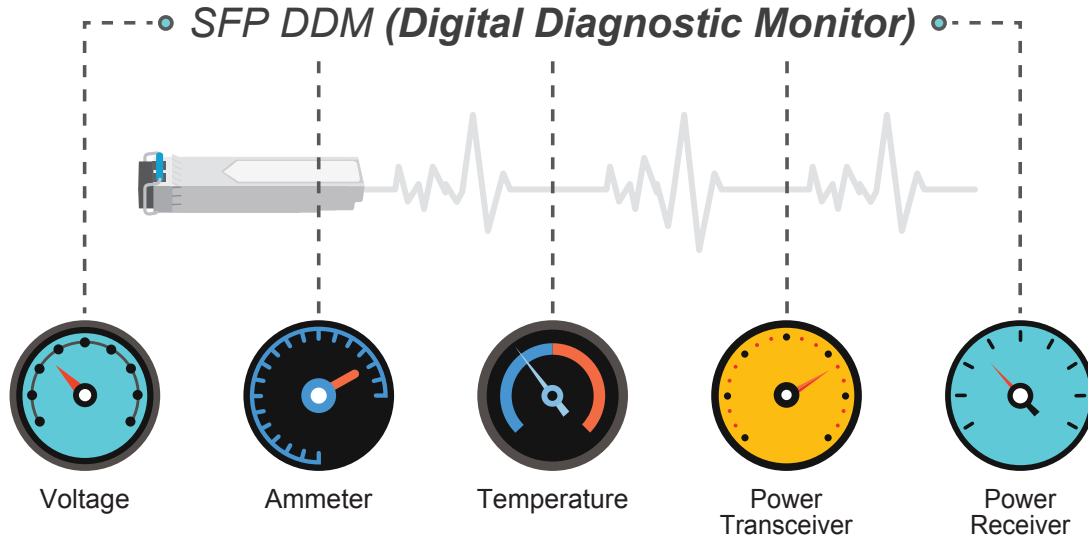 SFP DDM (Digital Diagnostic Monitor)
Voltage
Ammeter
Temperature
Power
Transceiver
Power
Receiver